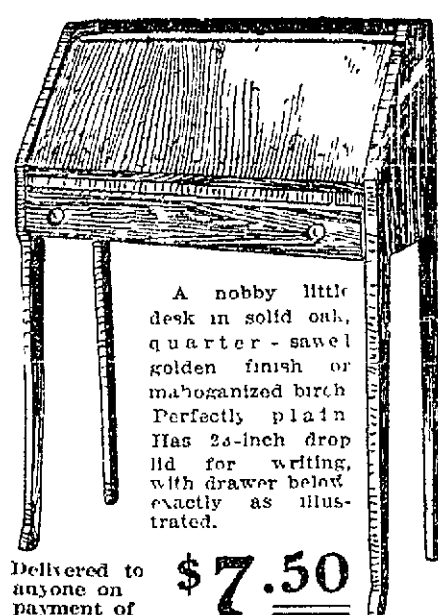 A nobby little
desk in solid oak,
quarter-sawed
golden finish or
mahoganized birch
Perfectly plain
Has -inch drop
lid for writing,
with drawer below
exactly as illus-
trated.
Delivered to
anyone on
payment of
$7.50